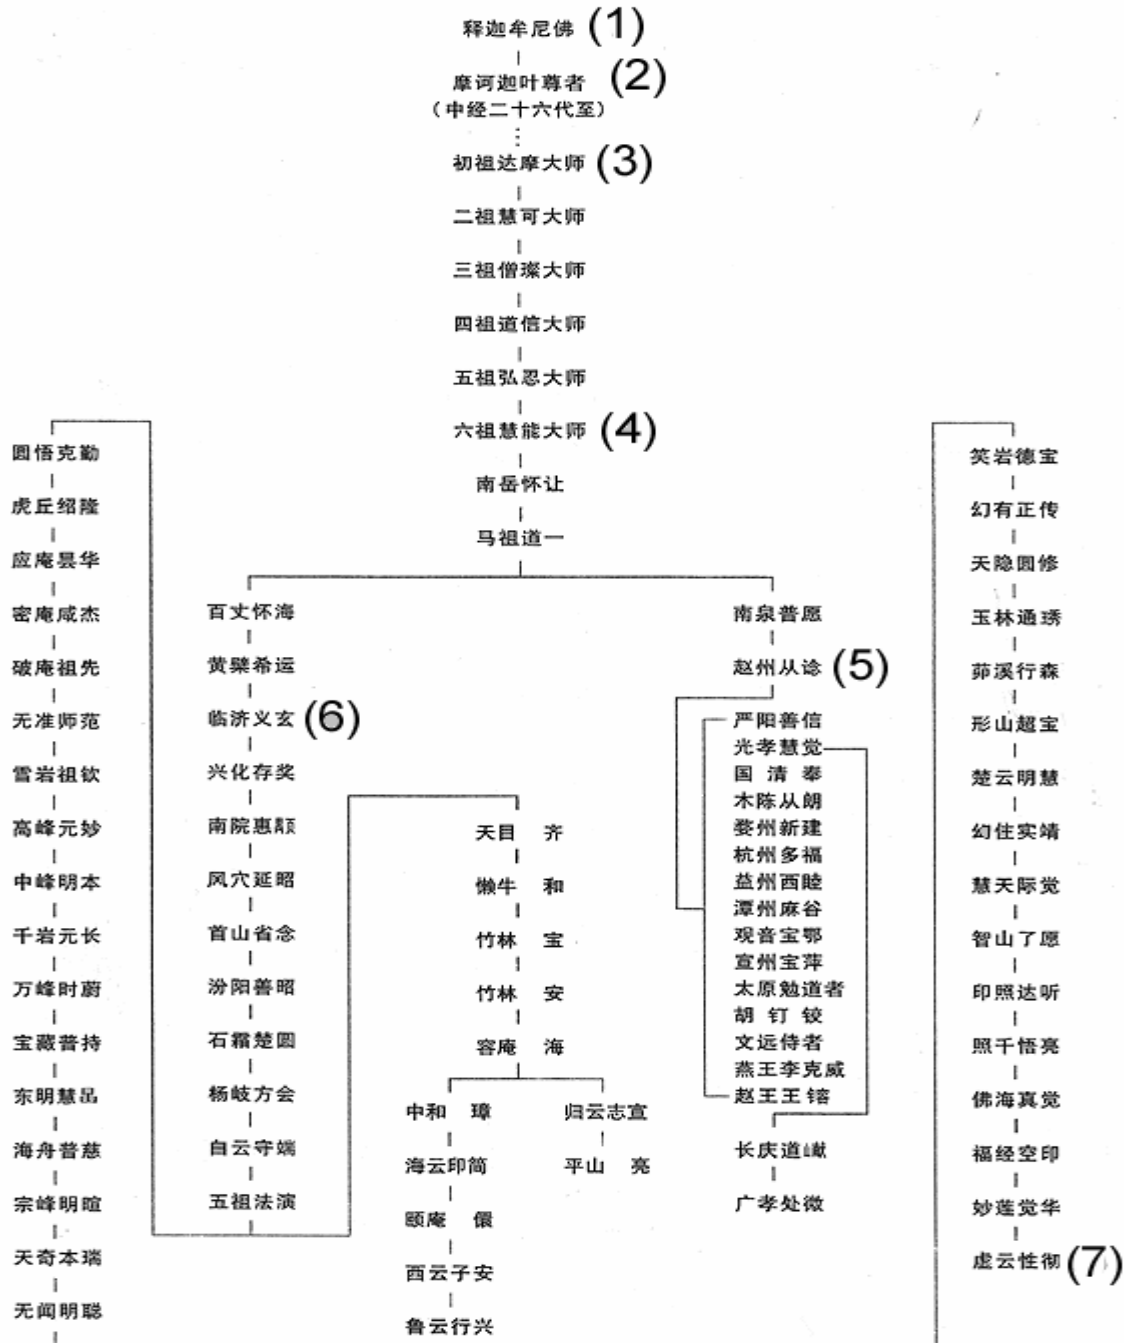 释迦牟尼佛 (1)
摩诃迦叶尊者 (2)
(中经二十六代至)
初祖达摩大师 (3)
二祖慧可大师
三祖僧璨大师
四祖道信大师
五祖弘忍大师
六祖慧能大师 (4)
南岳怀让
马祖道一
圆悟克勤
虎丘绍隆
应庵昙华
密庵咸杰
破庵祖先
无准师范
雪岩祖钦
高峰元妙
中峰明本
千岩元长
万峰时蔚
宝藏普持
东明慧旵
海舟普慈
宗峰明暄
天奇本瑞
无闻明聪
百丈怀海
黄檗希运
临济义玄 (6)
兴化存奖
南院惠颙
风穴延昭
首山省念
汾阳善昭
石霜楚圆
杨岐方会
白云守端
五祖法演
天目 齐
懒牛 和
竹林 宝
竹林 安
容庵 海
中和 璋
海云印简
颐庵 儇
西云子安
鲁云行兴
归云志宣
平山 亮
南泉普愿
赵州从谂 (5)
严阳善信
光孝慧觉
国清奉
木陈从朗
婺州新建
杭州多福
益州西睦
潭州麻谷
观音宝鄂
宣州宝萍
太原勉道者
胡钉铰
文远侍者
燕王李克威
赵王王镕
长庆道巘
广孝处微
笑岩德宝
幻有正传
天隐圆修
玉林通琇
茆溪行森
形山超宝
楚云明慧
幻住实靖
慧天际觉
智山了愿
印照达听
照千悟亮
佛海真觉
福经空印
妙莲觉华
虚云性彻 (7)